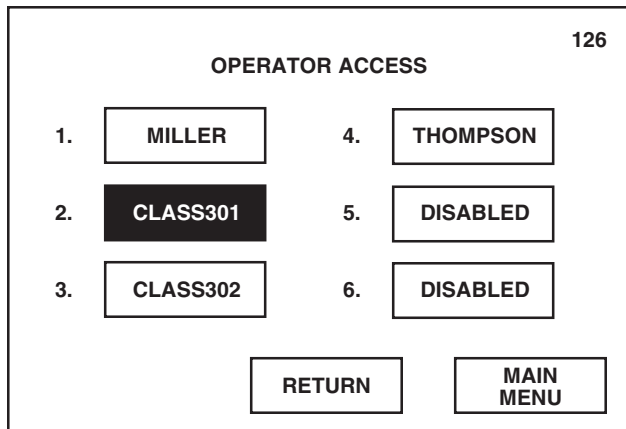 126
OPERATOR ACCESS
1. MILLER 4. THOMPSON
2. CLASS301 5. DISABLED
3. CLASS302 6. DISABLED
RETURN
MAIN
MENU